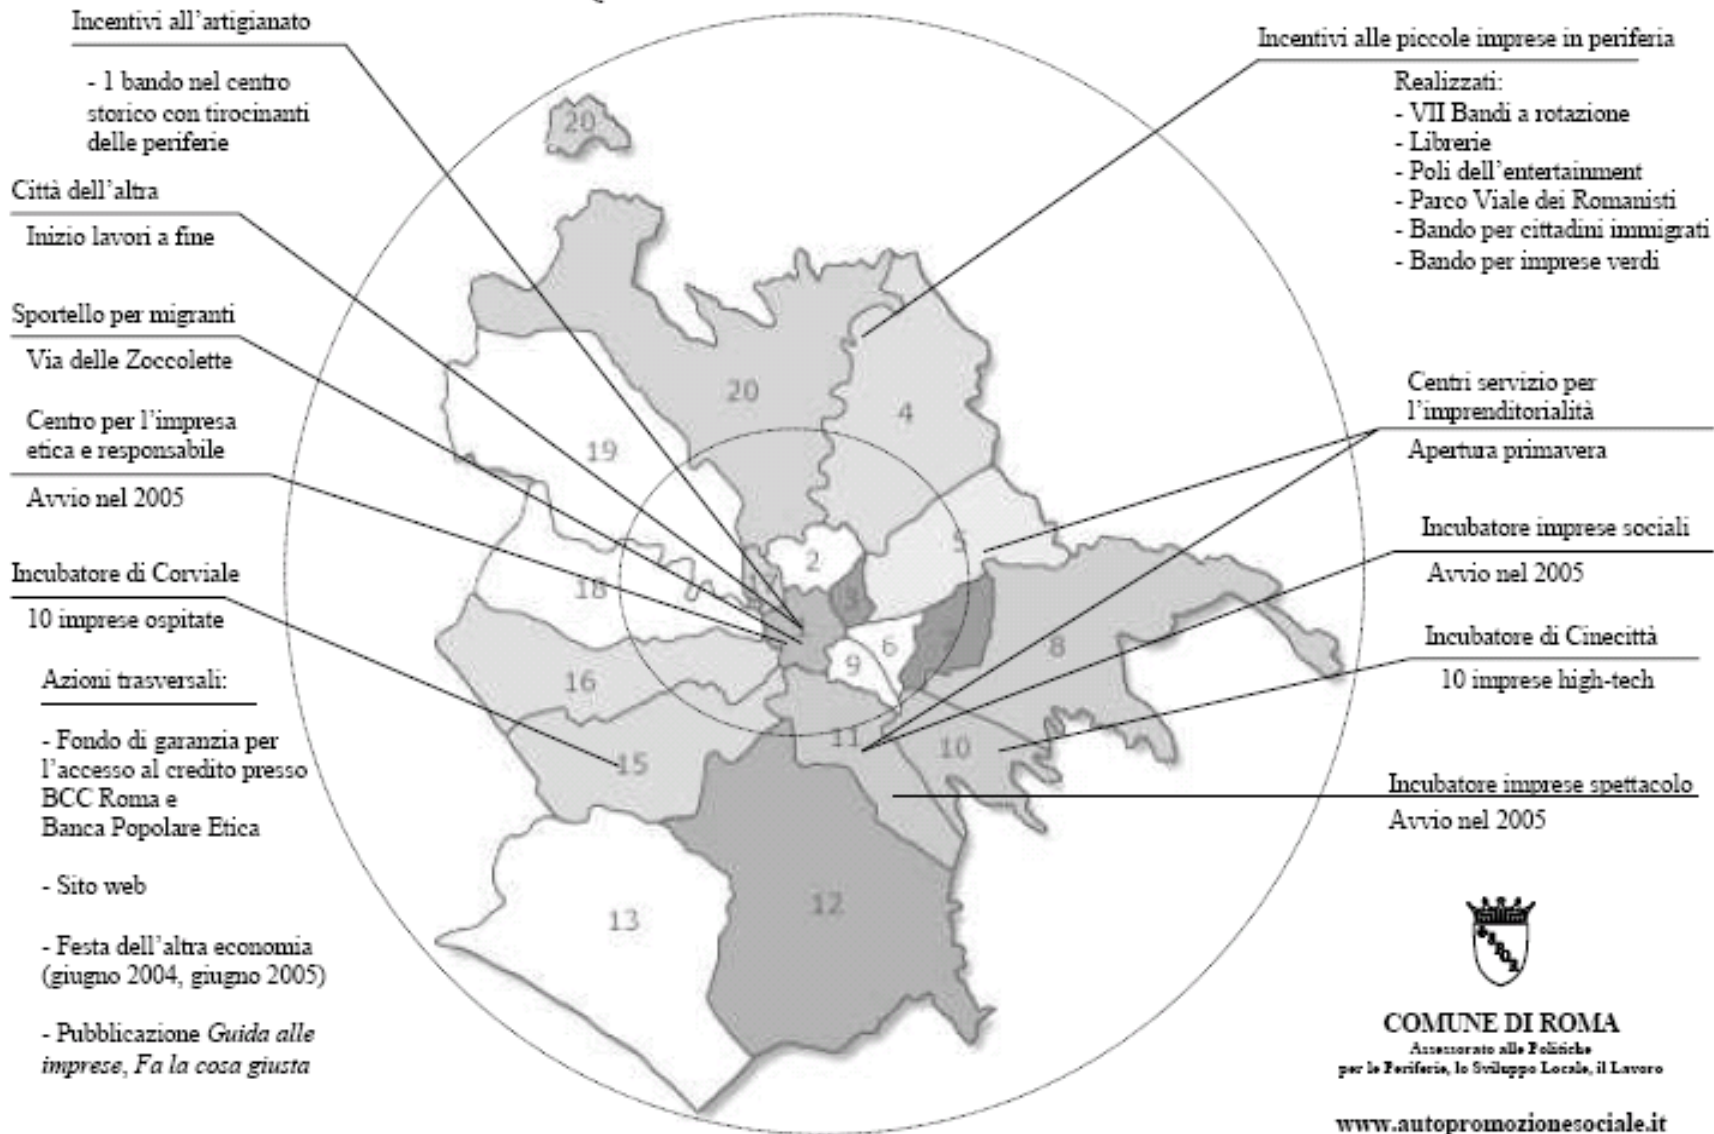 Incentivi all'artigianato
- 1 bando nel centro
storico con tirocinanti
delle periferie
Città dell'altra
Inizio lavori a fine
Sportello per migranti
Via delle Zoccolette
Centro per l'impresa
etica e responsabile
Avvio nel 2005
Incubatore di Corviale
10 imprese ospitate
Azioni trasversali:
- Fondo di garanzia per
l'accesso al credito presso
BCC Roma e
Banca Popolare Etica
- Sito web
- Festa dell'altra economia
(giugno 2004, giugno 2005)
- Pubblicazione Guida alle
imprese, Fa la cosa giusta
20
20
4
19
5
2
17
3
18
6
9
8
16
11
10
15
12
13
Incentivi alle piccole imprese in periferia
Realizzati:
- VII Bandi a rotazione
- Librerie
- Poli dell'entertainment
- Parco Viale dei Romanisti
- Bando per cittadini immigrati
- Bando per imprese verdi
Centri servizio per
l'imprenditorialità
Apertura primavera
Incubatore imprese sociali
Avvio nel 2005
Incubatore di Cinecittà
10 imprese high-tech
Incubatore imprese spettacolo
Avvio nel 2005
COMUNE DI ROMA
Assessorato alle Politiche
per le Periferie, lo Sviluppo Locale, il Lavoro
www.autopromozionesociale.it